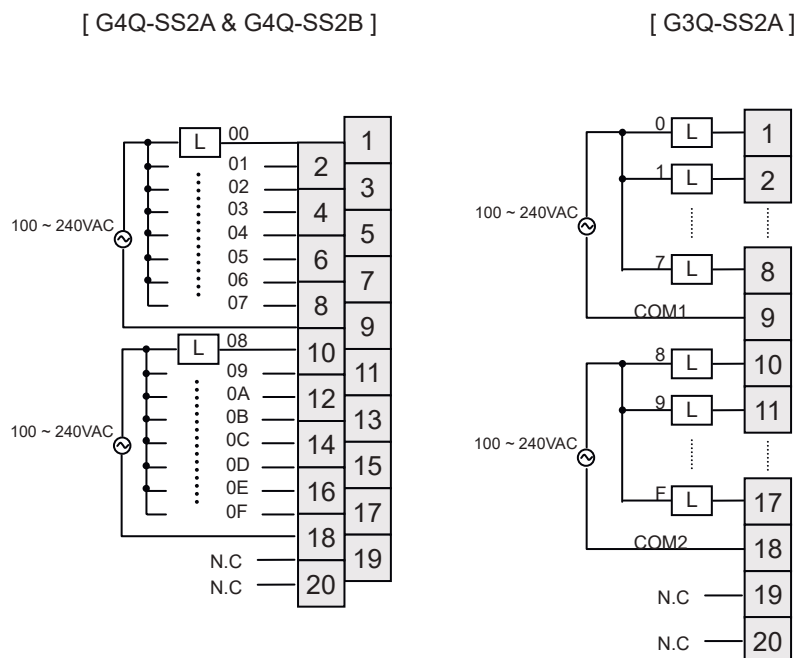 [ G4Q-SS2A & G4Q-SS2B ]
100 ~ 240VAC
L 00
01
02
03
04
05
06
07
100 ~ 240VAC
L 08
09
0A
0B
0C
0D
0E
0F
N.C
N.C
1
2
3
4
5
6
7
8
9
10
11
12
13
14
15
16
17
18
19
20
[ G3Q-SS2A ]
100 ~ 240VAC
0 L 1
1 L 2
7 L 8
COM1 9
100 ~ 240VAC
8 L 10
9 L 11
F L 17
COM2 18
N.C 19
N.C 20